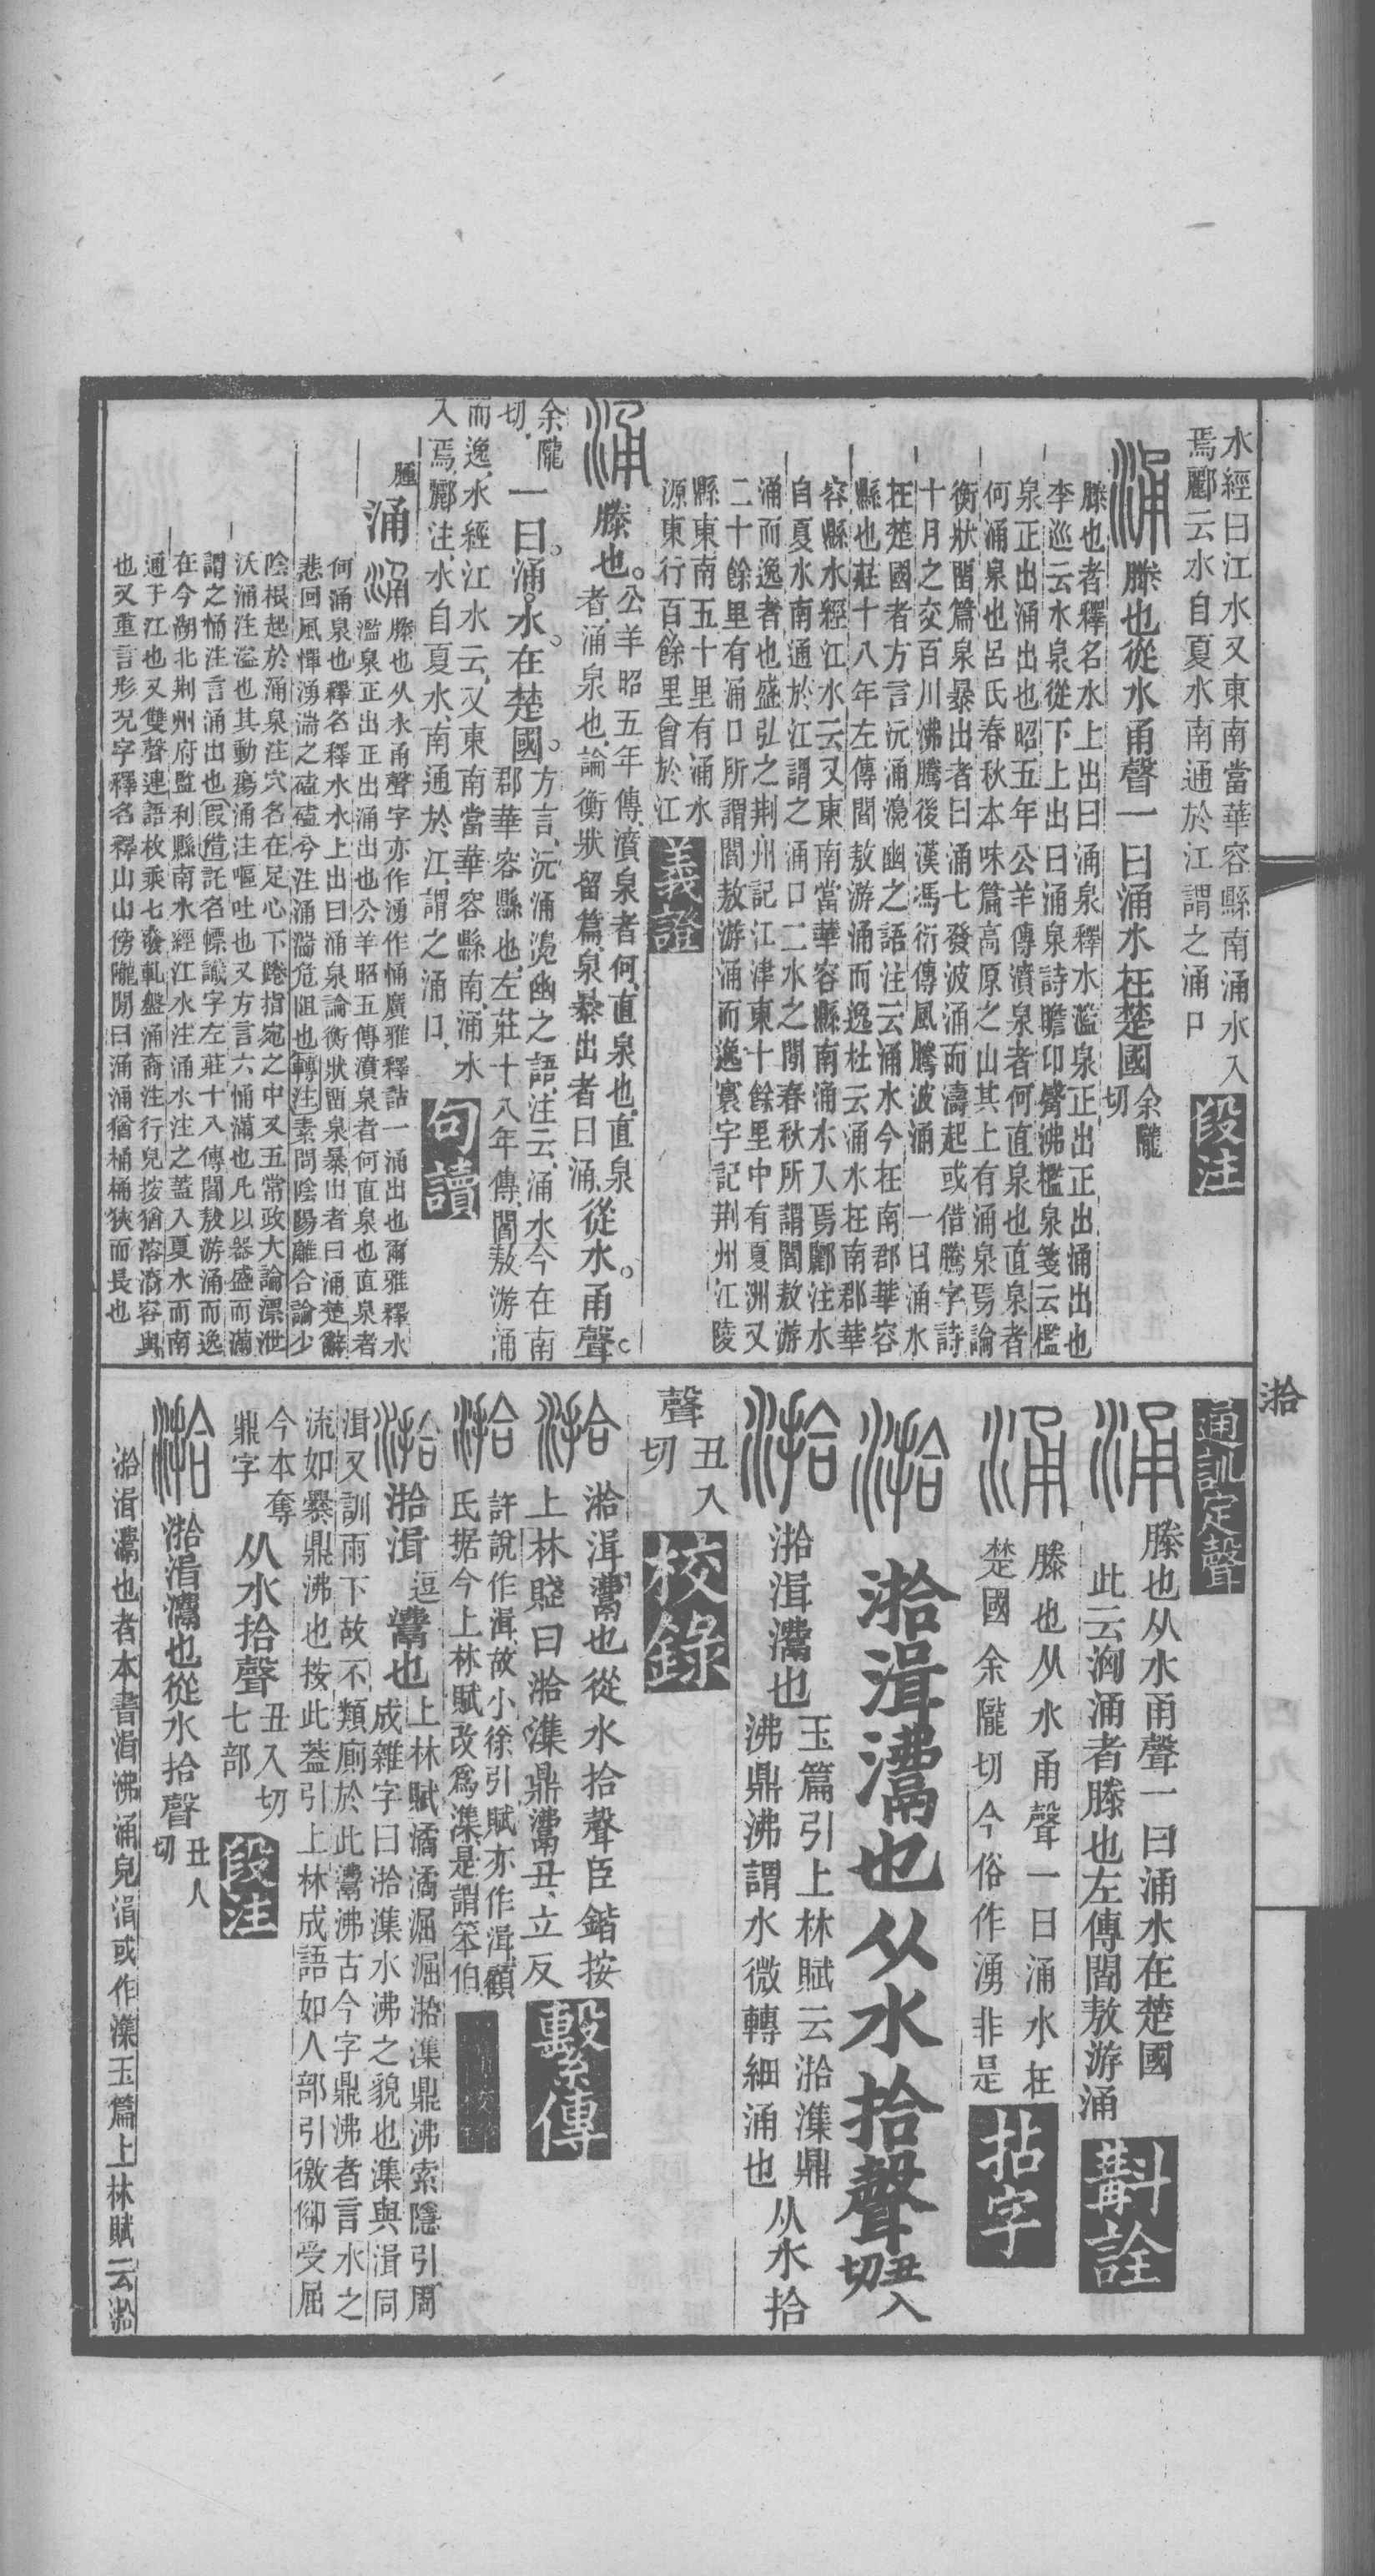 水經曰江水又東南當華容縣南涌水入
焉酈云水自夏水南通於江謂之涌口
段注
涌
滕也從水甬聲一曰涌水在楚國
余隴
切
滕也者釋名水上出曰涌泉釋水濫泉正出正出涌出也
李巡云水泉從下上出曰涌泉詩瞻卬觱沸檻泉箋云檻
泉正出涌出也昭五年公羊傳濆泉者何直泉也直泉者
何涌泉也呂氏春秋本味篇高原之山其上有涌泉焉論
衡狀畱篇泉暴出者曰涌七發波涌而濤起或借騰字詩
十月之交百川沸騰後漢馮衍傳風騰波涌 一曰涌水
在楚國者方言沅涌㵧幽之語注云涌水今在南郡華容
縣也莊十八年左傳閻敖游涌而逸杜云涌水在南郡華
容縣水經江水云又東南當華容縣南涌水入焉酈注水
自夏水南通於江謂之涌口二水之閒春秋所謂閻敖游
涌而逸者也盛弘之荆州記江津東十餘里中有夏洲又
二十餘里有涌口所謂閻敖游涌而逸寰宇記荆州江陵
縣東南五十里有涌水
源東行百餘里會於江
義證
涌
滕也。
公羊昭五年傳、濆泉者何、直泉也、直泉
者、涌泉也、論衡狀留篇、泉暴出者曰涌、
從水。甬聲。
余隴
切、
一曰。涌。水。在楚國。
方言、沅涌㵧幽之語、注云、涌水今在南
郡華容縣也、左莊十八年傳、閻敖游涌
而逸、水經江水云、又東南當華容縣南、涌水
入焉、酈注、水自夏水、南通於江、謂之涌口、
句讀
涌
滕也从水甬聲字亦作湧作恿廣雅釋詁一涌出也爾雅釋水
濫泉正出正出涌出也公羊昭五傳濆泉者何直泉也直泉者
何涌泉也釋名釋水水上出曰涌泉論衡狀畱泉暴出者曰涌楚辭
悲回風憚湧湍之磕磕兮注涌湍危阻也轉注素問陰陽離合論少
陰根起於涌泉注穴名在足心下踡指宛之中又五常政大論漂泄
沃涌注溢也其動瘍涌注嘔吐也又方言六恿滿也凡以器盛而滿
謂之恿注言涌出也假借託名幖識字左莊十八傳閻敖游涌而逸
在今湖北荆州府監利縣南水經江水注涌水注之蓋入夏水而南
通于江也又雙聲連語枚乘七發軋盤涌裔注行皃按猶溶漪容與
也又重言形況字釋名釋山山傍隴閒曰涌涌猶桶桶狹而長也
通訓定聲
涌
滕也从水甬聲一曰涌水在楚國
此云洶涌者滕也左傳閻敖游涌
斠詮
涌
滕也从水甬聲一曰涌水在
楚國 余隴切今俗作湧非是
拈字
湁
湁湒灊也从水拾聲
丑入
切
湁
湁湒灊也
玉篇引上林賦云湁潗鼎
沸鼎沸謂水微轉細涌也
从水拾
聲
丑入
切
校錄
湁
湁湒灊也從水拾聲臣鍇按
上林賦曰湁潗鼎灊丑立反
繫傳
湁
許說作湒故小徐引賦亦作湒顧
氏据今上林賦改爲潗是謂笨伯
湁
湁湒
逗
灊也
上林賦潏潏淈淈湁潗鼎沸索隱引周
成雜字曰湁潗水沸之貌也潗與湒同
湒又訓雨下故不類廁於此灊沸古今字鼎沸者言水之
流如爨鼎沸也按此蓋引上林成語如人部引徼𠊬受屈
今本奪
鼎字
从水拾聲
丑入切
七部
段注
湁
湁湒灊也從水拾聲
丑入
切
湁湒灊也者本書湒沸涌皃湒或作潗玉篇上林賦云湁
湁